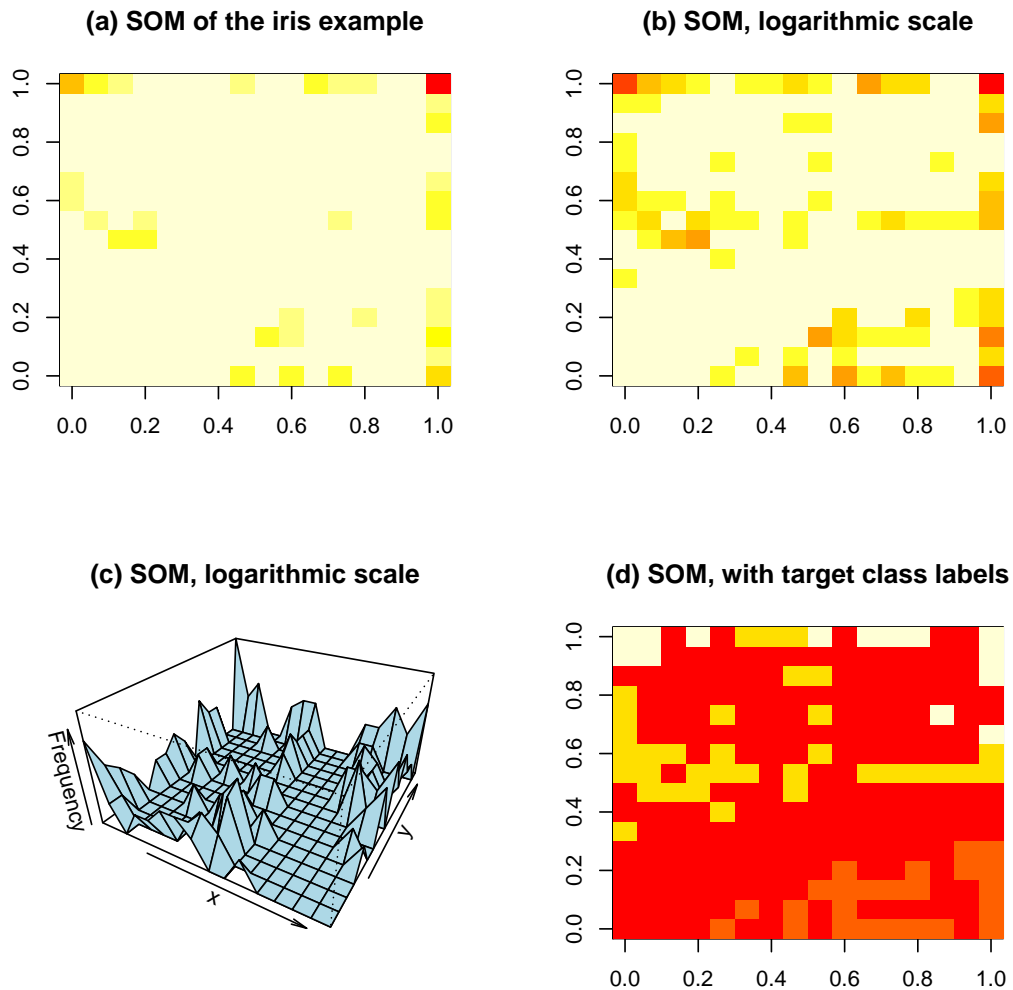 (a) SOM of the iris example
1.0
0.8
0.6
0.4
0.2
0.0
0.0 0.2 0.4 0.6 0.8 1.0
(b) SOM, logarithmic scale
1.0
0.8
0.6
0.4
0.2
0.0
0.0 0.2 0.4 0.6 0.8 1.0
(c) SOM, logarithmic scale
Frequency
x
y
(d) SOM, with target class labels
1.0
0.8
0.6
0.4
0.2
0.0
0.0 0.2 0.4 0.6 0.8 1.0